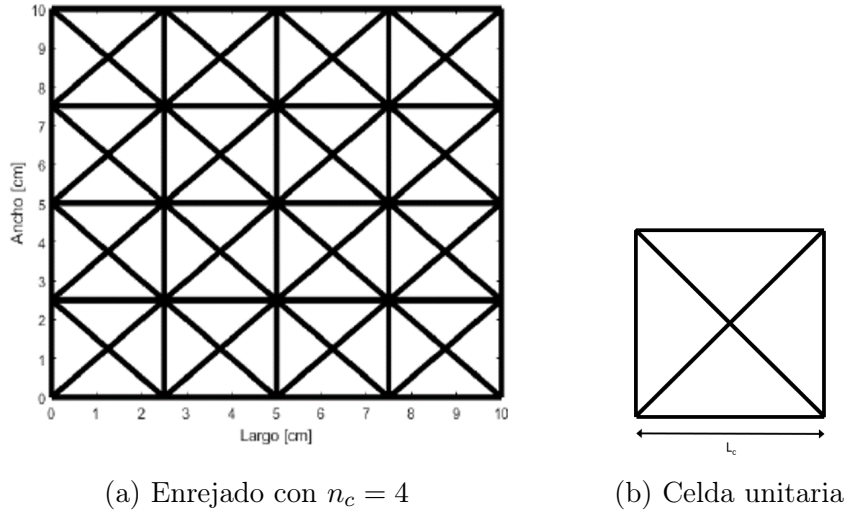 10
9
8
7
6
5
4
3
2
1
0
Ancho [cm]
0 1 2 3 4 5 6 7 8 9 10
Largo [cm]
L_c
(a) Enrejado con n_c = 4
(b) Celda unitaria